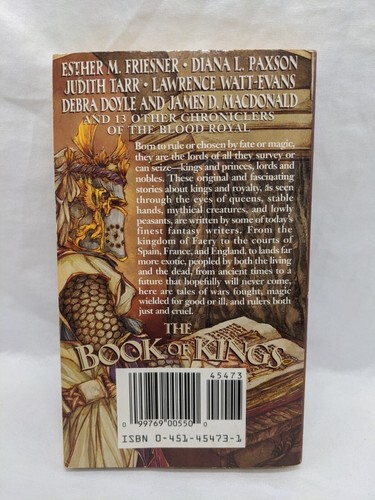 ESTHER M. FRIESNER • DIANA L. PAXSON
JUDITH TARR • LAWRENCE WATT-EVANS
DEBRA DOYLE AND JAMES D. MACDONALD
AND 13 OTHER CHRONICLERS
OF THE BLOOD ROYAL
Born to rule or chosen by fate or magic,
they are the lords of all they survey or
can seize—kings and princes, lords and
nobles. These original and fascinating
stories about kings and royalty, as seen
through the eyes of queens, stable
hands, mythical creatures, and lowly
peasants, are written by some of today's
finest fantasy writers. From the
kingdom of Faery to the courts of
Spain, France, and England, to lands far
more exotic, peopled by both the living
and the dead, from ancient times to a
future that hopefully will never come,
here are tales of wars fought, magic
wielded for good or ill, and rulers both
just and cruel.
THE
BOOK OF KINGS
45473
0 99769 00550 0
ISBN 0-451-45473-1